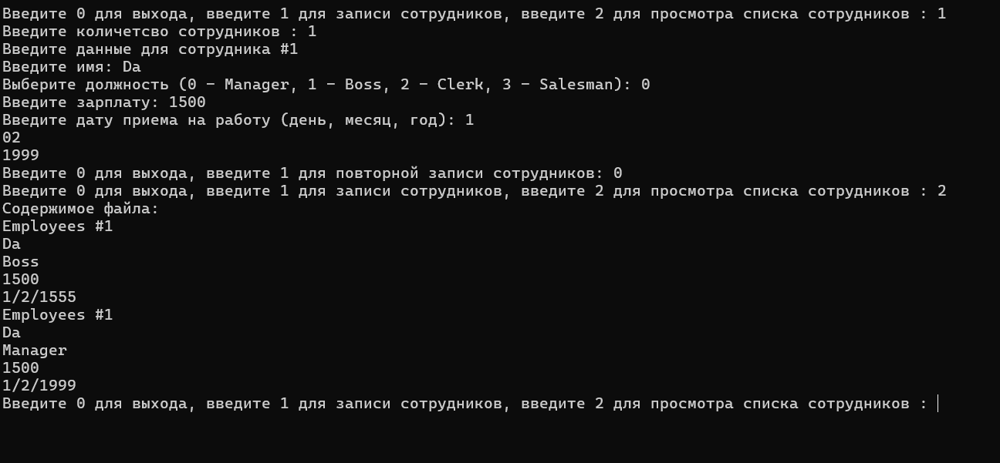 Введите 0 для выхода, введите 1 для записи сотрудников, введите 2 для просмотра списка сотрудников : 1
Введите количетсво сотрудников : 1
Введите данные для сотрудника #1
Введите имя: Da
Выберите должность (0 - Manager, 1 - Boss, 2 - Clerk, 3 - Salesman): 0
Введите зарплату: 1500
Введите дату приема на работу (день, месяц, год): 1
02
1999
Введите 0 для выхода, введите 1 для повторной записи сотрудников: 0
Введите 0 для выхода, введите 1 для записи сотрудников, введите 2 для просмотра списка сотрудников : 2
Содержимое файла:
Employees #1
Da
Boss
1500
1/2/1555
Employees #1
Da
Manager
1500
1/2/1999
Введите 0 для выхода, введите 1 для записи сотрудников, введите 2 для просмотра списка сотрудников :